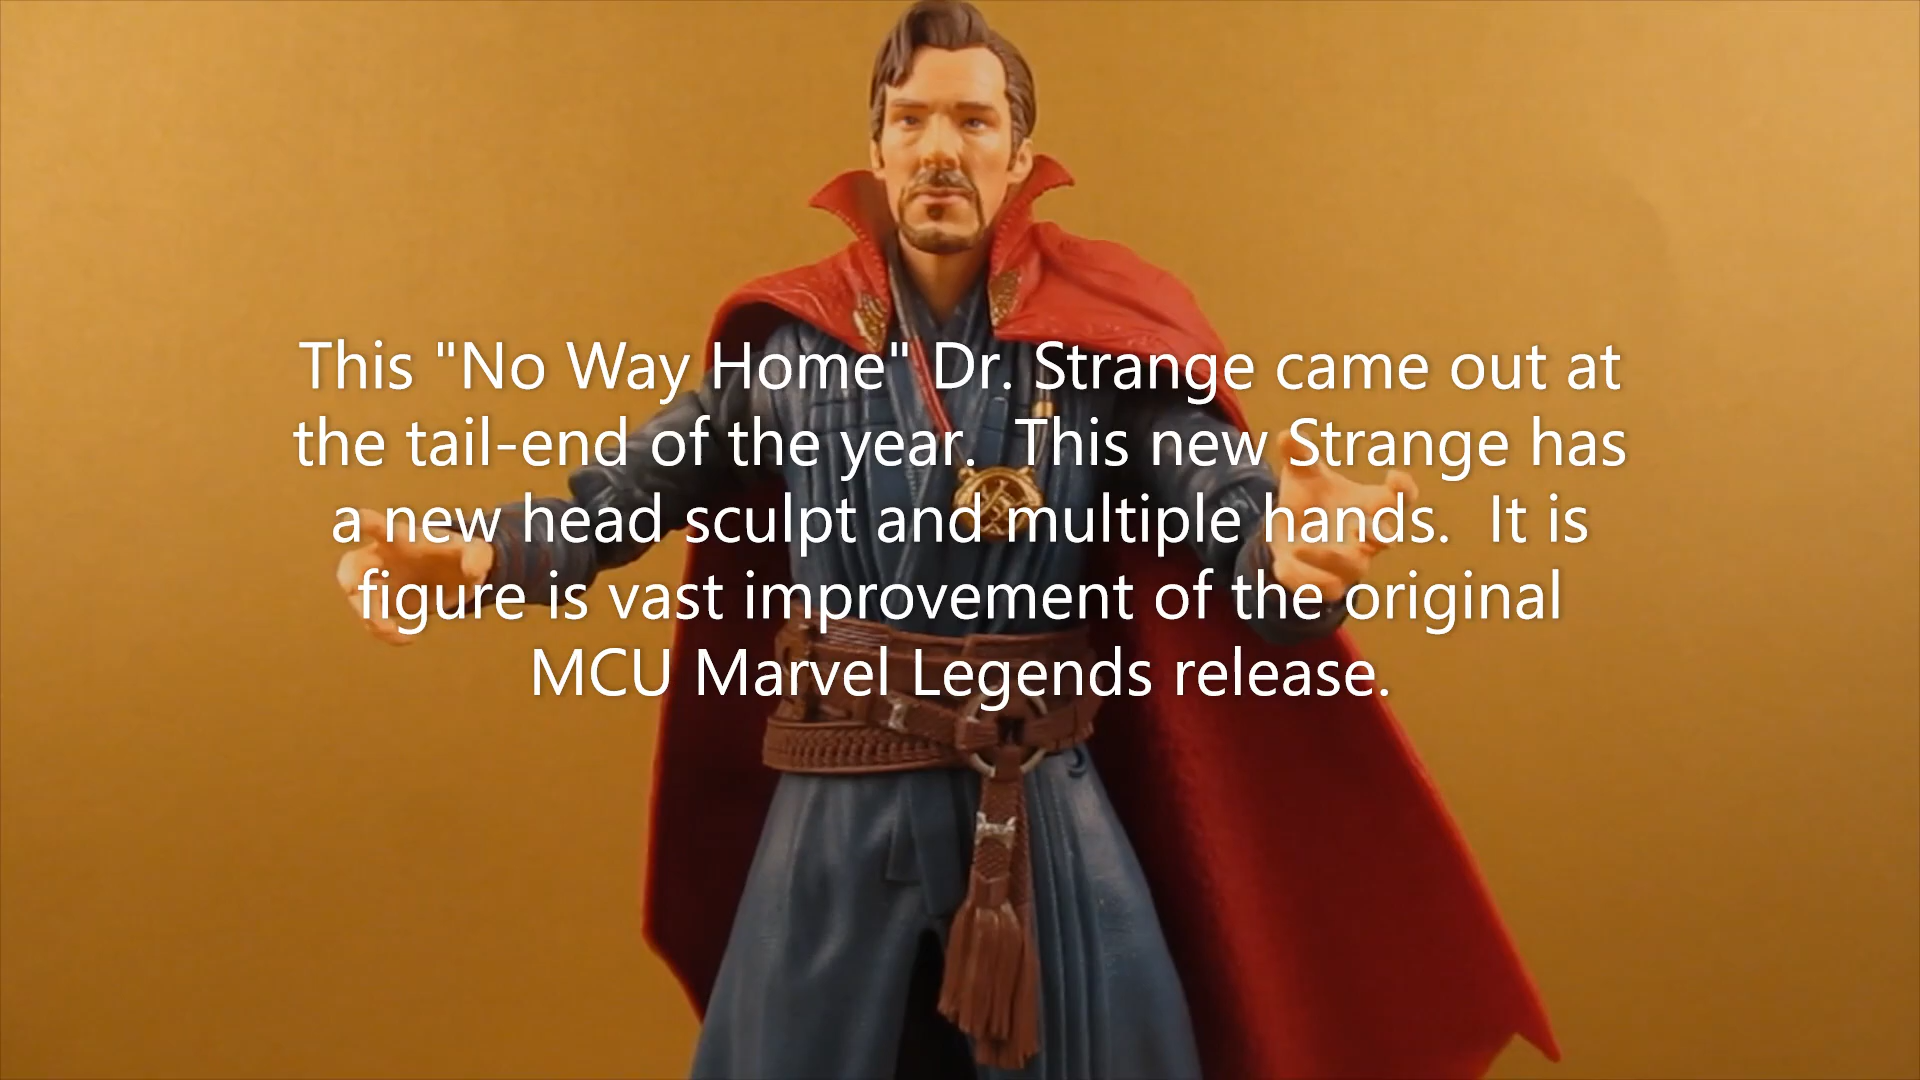 This "No Way Home" Dr. Strange came out at
the tail-end of the year.  This new Strange has
a new head sculpt and multiple hands.  It is
figure is vast improvement of the original
MCU Marvel Legends release.